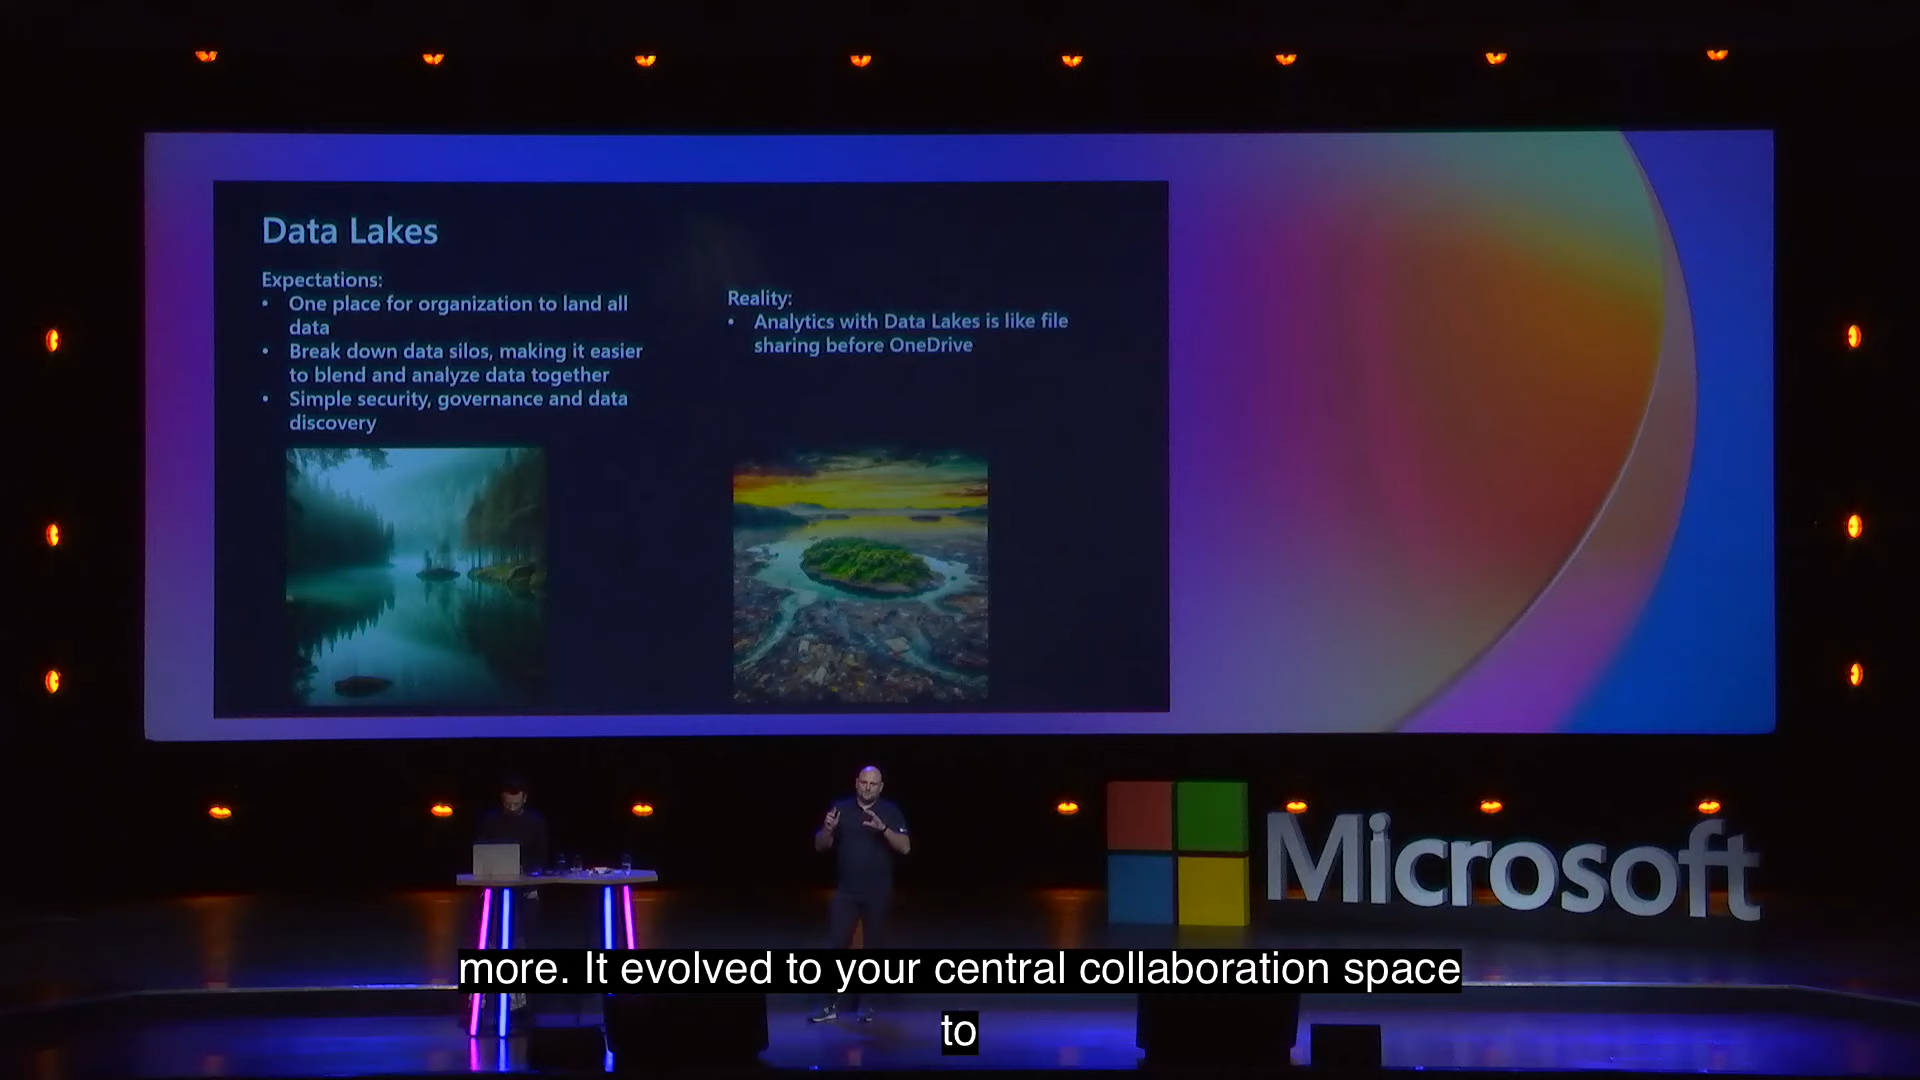 Data Lakes
Expectations:
• One place for organization to land all
data
• Break down data silos, making it easier
to blend and analyze data together
• Simple security, governance and data
discovery
Reality:
• Analytics with Data Lakes is like file
sharing before OneDrive
Microsoft
more. It evolved to your central collaboration space
to